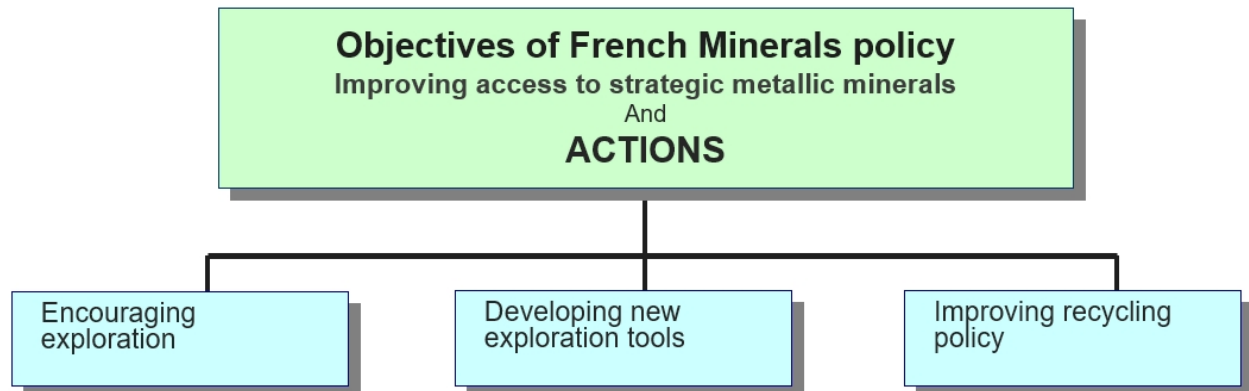 Objectives of French Minerals policy
Improving access to strategic metallic minerals
And
ACTIONS
Encouraging
exploration
Developing new
exploration tools
Improving recycling
policy